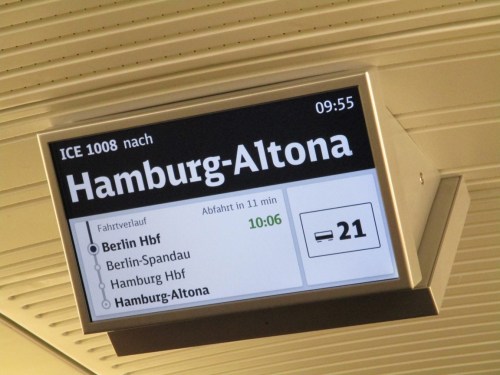 09:55
ICE 1008 nach
Hamburg-Altona
Fahrtverlauf
Abfahrt in 11 min
Berlin Hbf
10:06
Berlin-Spandau
Hamburg Hbf
Hamburg-Altona
21